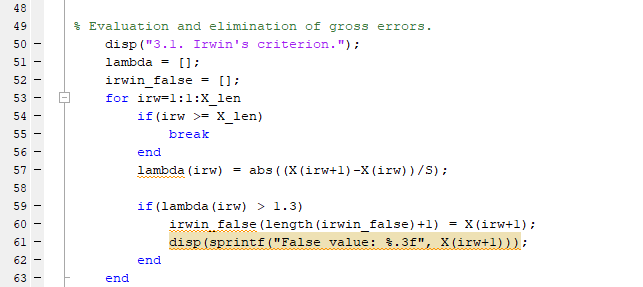 48
49 % Evaluation and elimination of gross errors.
50 - disp("3.1. Irwin's criterion.");
51 - lambda = [];
52 - irwin_false = [];
53 - for irw=1:1:X_len
54 - if(irw >= X_len)
55 - break
56 - end
57 - lambda(irw) = abs((X(irw+1)-X(irw))/S);
58
59 - if(lambda(irw) > 1.3)
60 - irwin_false(length(irwin_false)+1) = X(irw+1);
61 - disp(sprintf("False value: %.3f", X(irw+1)));
62 - end
63 - end